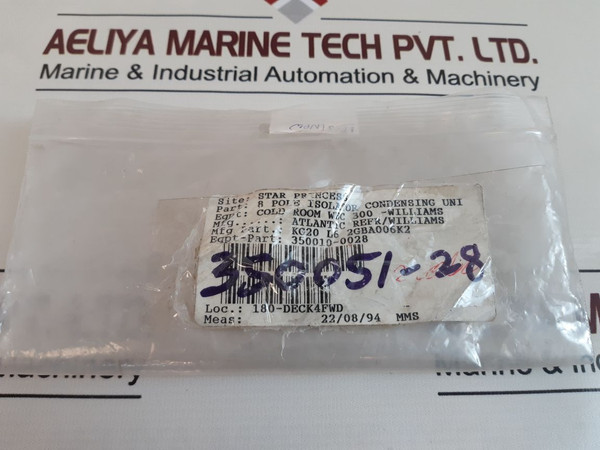 AELIYA MARINE TECH PVT. LTD.
Marine & Industrial Automation & Machinery
Site: STAR PRINCESS
Part: 8 POLE ISOLATOR CONDENSING UNI
Eqpt: COLD ROOM WZC 300 -WILLIAMS
Mfg.....: ATLANTIC REFR/WILLIAMS
Mfg Part.: KC20 L6 2GBA006K2
Eqpt-Part: 350010-0028
350051-28
Loc.: 180-DECK4FWD
Meas: 22/08/94 MMS